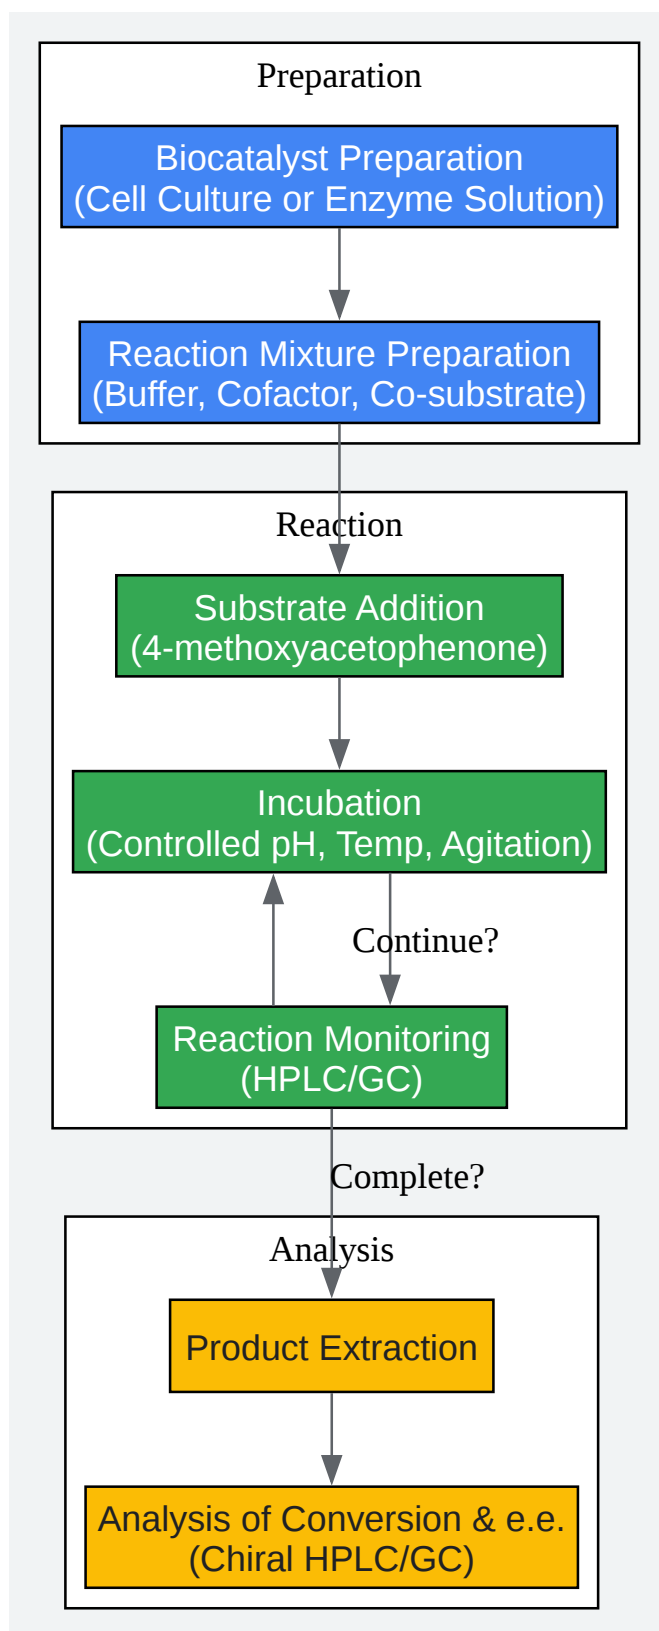 Preparation
Biocatalyst Preparation
(Cell Culture or Enzyme Solution)
Reaction Mixture Preparation
(Buffer, Cofactor, Co-substrate)
Reaction
Substrate Addition
(4-methoxyacetophenone)
Incubation
(Controlled pH, Temp, Agitation)
Continue?
Reaction Monitoring
(HPLC/GC)
Complete?
Analysis
Product Extraction
Analysis of Conversion & e.e.
(Chiral HPLC/GC)